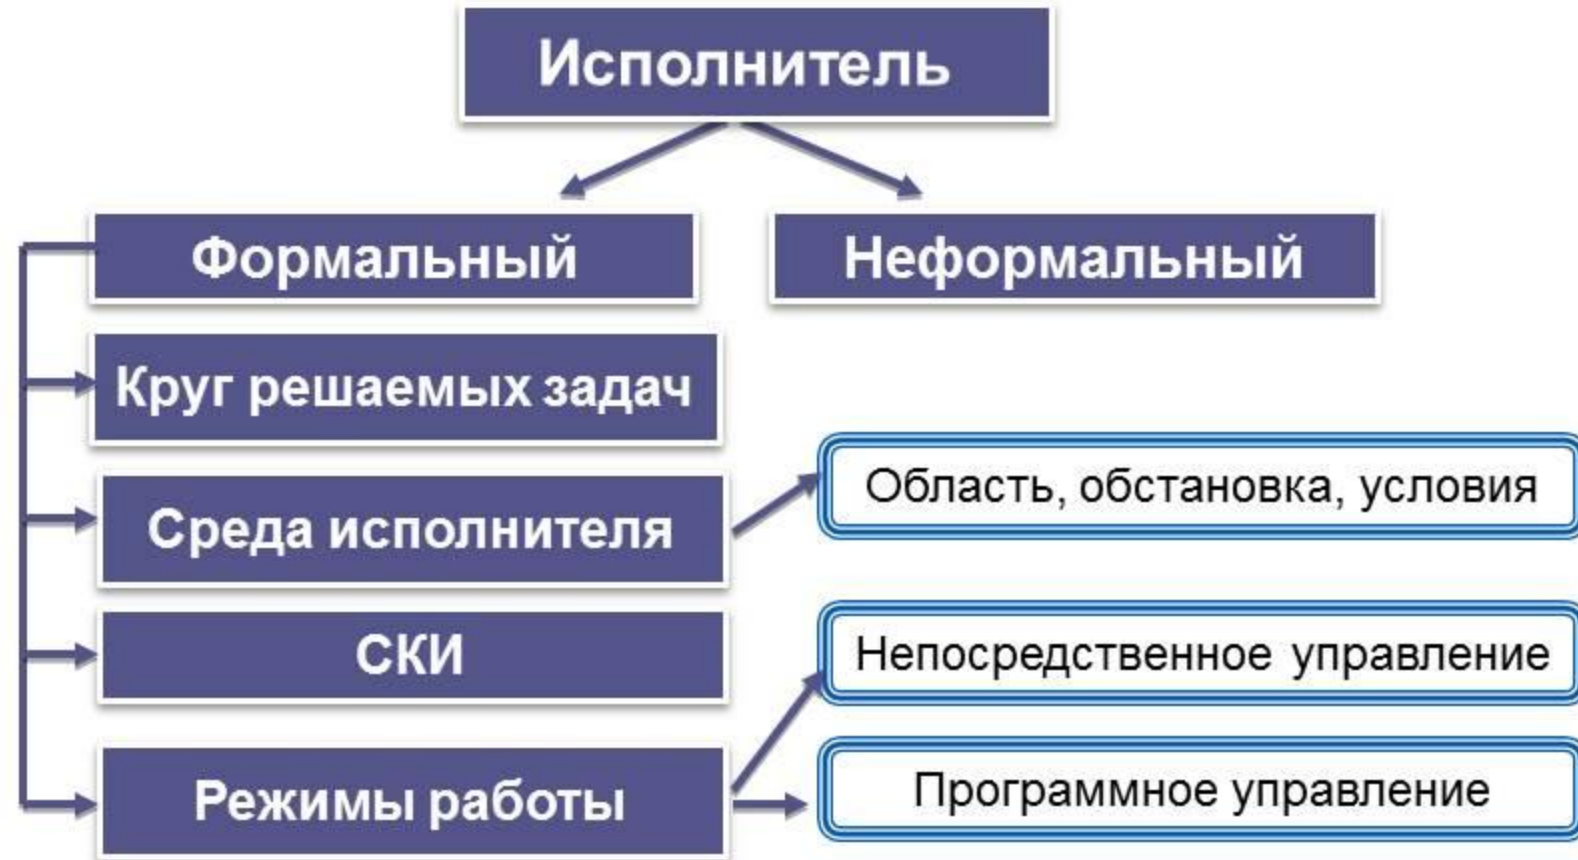 Исполнитель
Формальный
Неформальный
Круг решаемых задач
Среда исполнителя
Область, обстановка, условия
СКИ
Непосредственное управление
Режимы работы
Программное управление